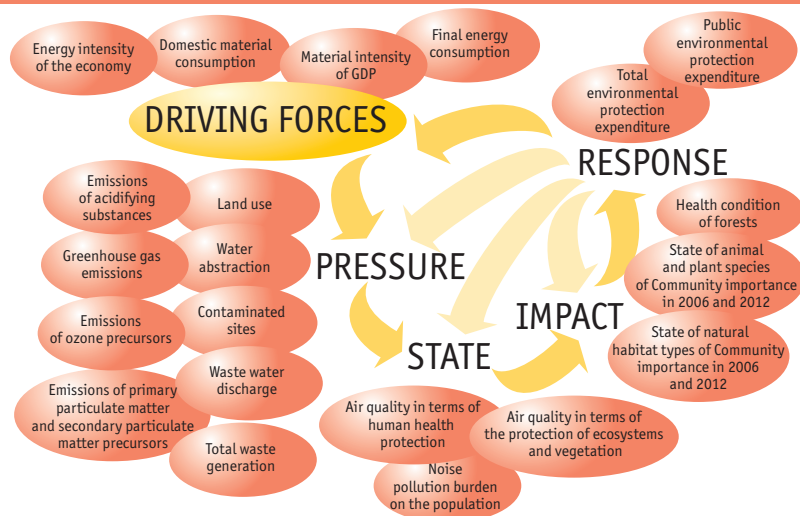 Energy intensity
of the economy
Domestic material
consumption
Material intensity
of GDP
Final energy
consumption
Public
environmental
protection
expenditure
Total
environmental
protection
expenditure
DRIVING FORCES
RESPONSE
Emissions
of acidifying
substances
Land use
Greenhouse gas
emissions
Water
abstraction
Emissions
of ozone precursors
Contaminated
sites
Emissions of primary
particulate matter
and secondary particulate
matter precursors
Waste water
discharge
Total waste
generation
PRESSURE
STATE
IMPACT
Health condition
of forests
State of animal
and plant species
of Community importance
in 2006 and 2012
State of natural
habitat types of Community
importance in 2006
and 2012
Air quality in terms of
human health
protection
Air quality in terms of
the protection of ecosystems
and vegetation
Noise
pollution burden
on the population